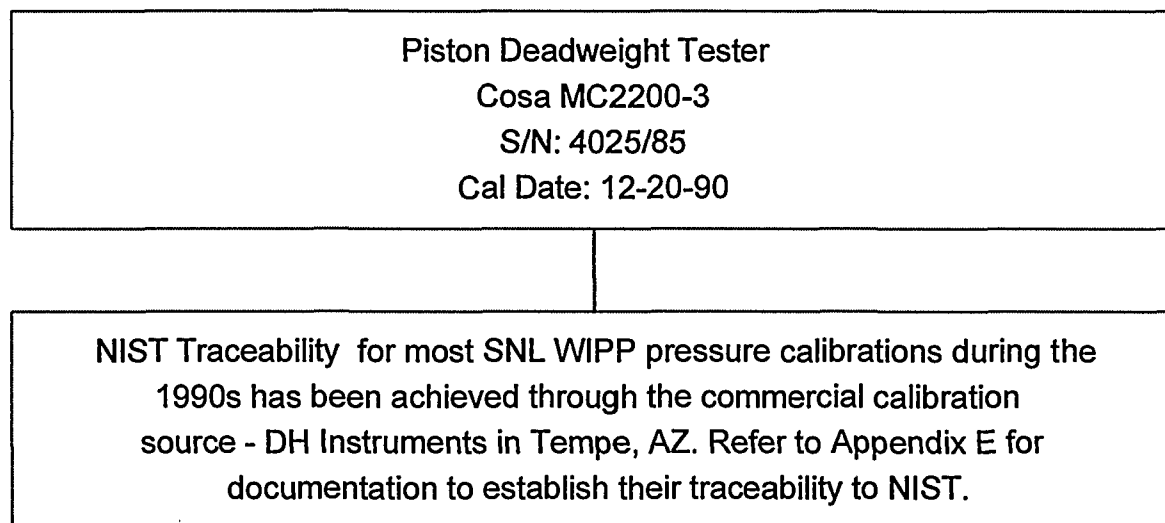 Piston Deadweight Tester
Cosa MC2200-3
S/N: 4025/85
Cal Date: 12-20-90
NIST Traceability for most SNL WIPP pressure calibrations during the
1990s has been achieved through the commercial calibration
source - DH Instruments in Tempe, AZ. Refer to Appendix E for
documentation to establish their traceability to NIST.